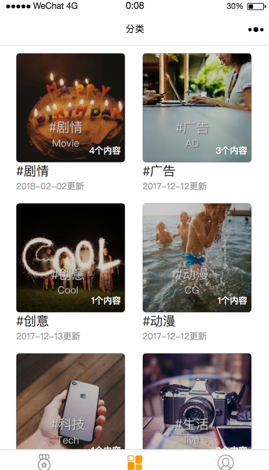 WeChat 4G 0:08 30%
分类
HAPPY
BIRTHDAY
#剧情
Movie
4个内容
#广告
AD
3个内容
#剧情
2018-02-02更新
#广告
2017-12-12更新
COOL
#创意
Cool
1个内容
#动漫
CG
1个内容
#创意
2017-12-13更新
#动漫
2017-12-12更新
#科技
Tech
#生活
live